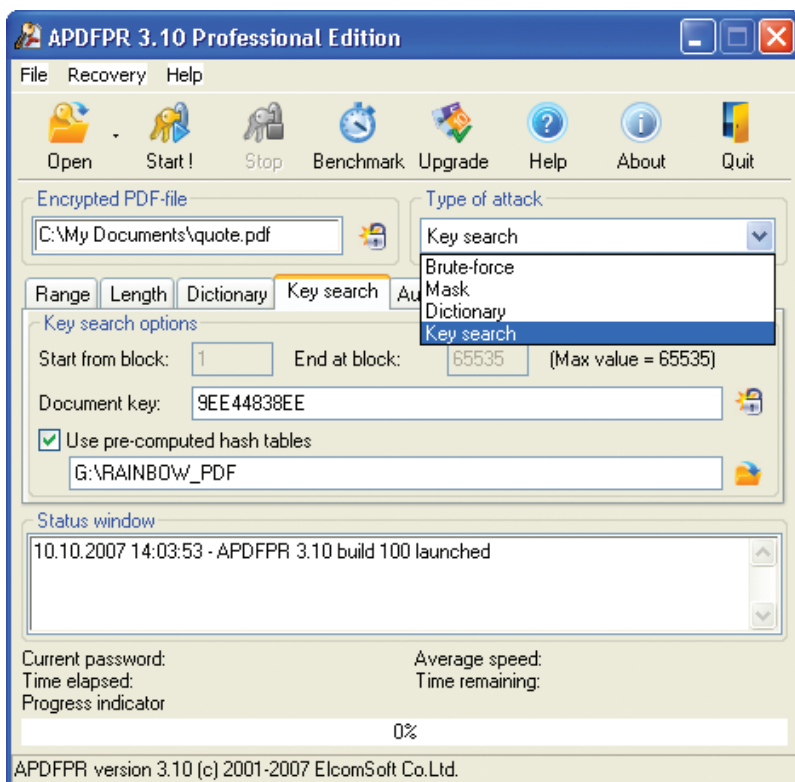 APDFPR 3.10 Professional Edition
File Recovery Help
Open Start! Stop Benchmark Upgrade Help About Quit
Encrypted PDF-file
Type of attack
C:\My Documents\quote.pdf
Key search
Brute-force
Mask
Dictionary
Key search
Range Length Dictionary Key search Au
Key search options
Start from block: 1 End at block: 65535 (Max value = 65535)
Document key: 9EE44838EE
Use pre-computed hash tables
G:\RAINBOW_PDF
Status window
10.10.2007 14:03:53 - APDFPR 3.10 build 100 launched
Current password:
Average speed:
Time elapsed:
Time remaining:
Progress indicator
0%
APDFPR version 3.10 (c) 2001-2007 ElcomSoft Co.Ltd.